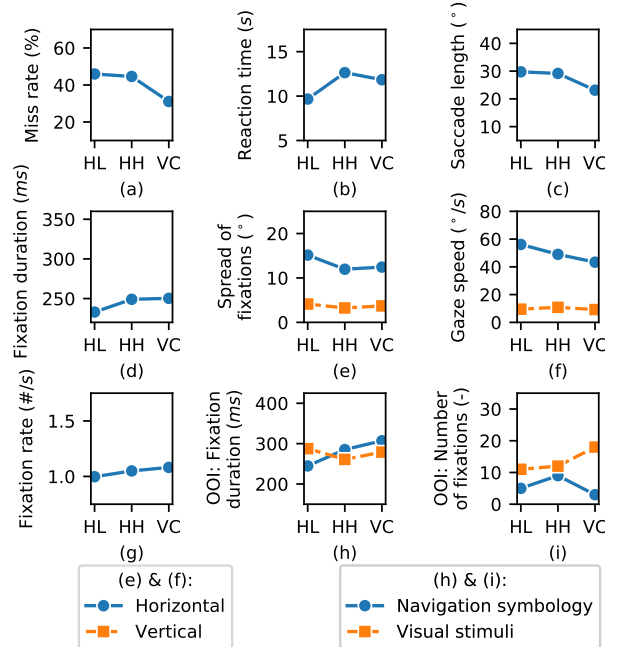 Miss rate (%)
60
40
20
HL HH VC
(a)
Reaction time (s)
15
10
5
HL HH VC
(b)
Saccade length (°)
40
30
20
10
HL HH VC
(c)
Fixation duration (ms)
350
300
250
HL HH VC
(d)
Spread of
fixations (°)
20
10
0
HL HH VC
(e)
Gaze speed (°/s)
80
60
40
20
0
HL HH VC
(f)
Fixation rate (#/s)
1.5
1.0
HL HH VC
(g)
OOI: Fixation
duration (ms)
400
300
200
HL HH VC
(h)
OOI: Number
of fixations (-)
30
20
10
0
HL HH VC
(i)
(e) & (f):
Horizontal
Vertical
(h) & (i):
Navigation symbology
Visual stimuli